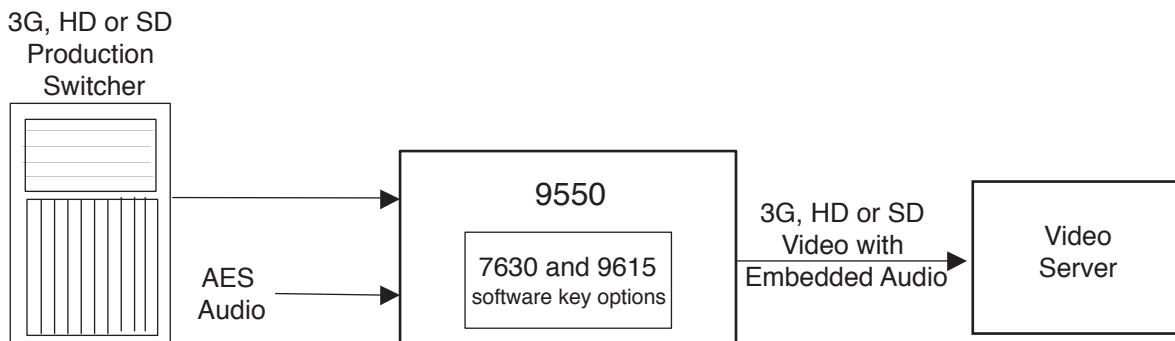 3G, HD or SD
Production
Switcher
9550
7630 and 9615
software key options
AES
Audio
3G, HD or SD
Video with
Embedded Audio
Video
Server